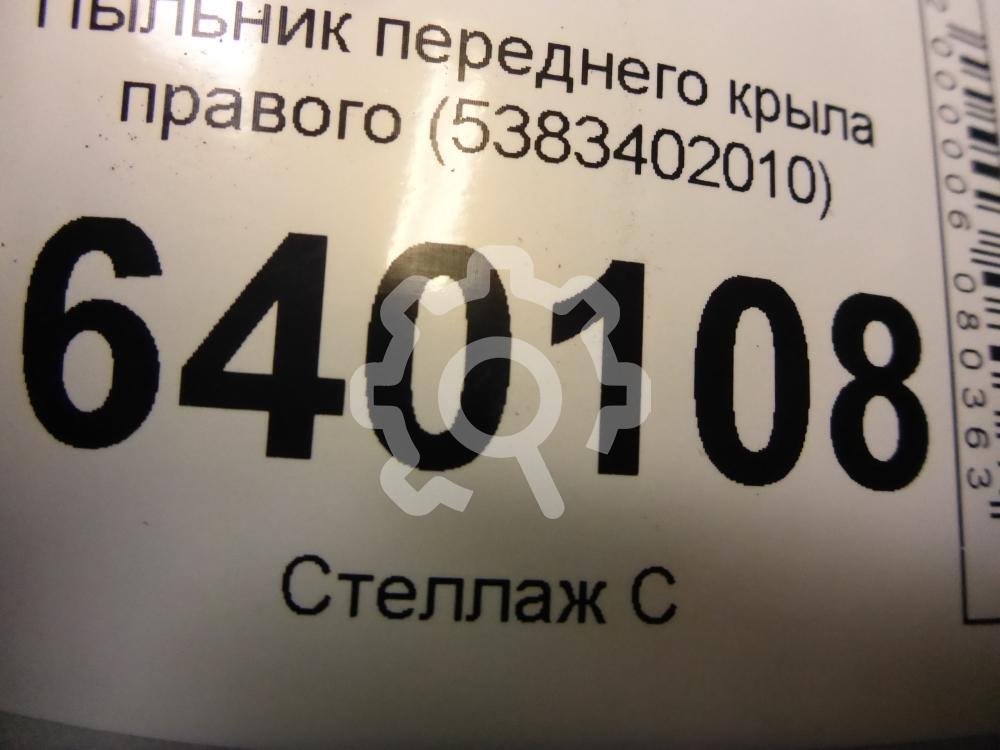 Пыльник переднего крыла
правого (5383402010)
640108
Стеллаж С